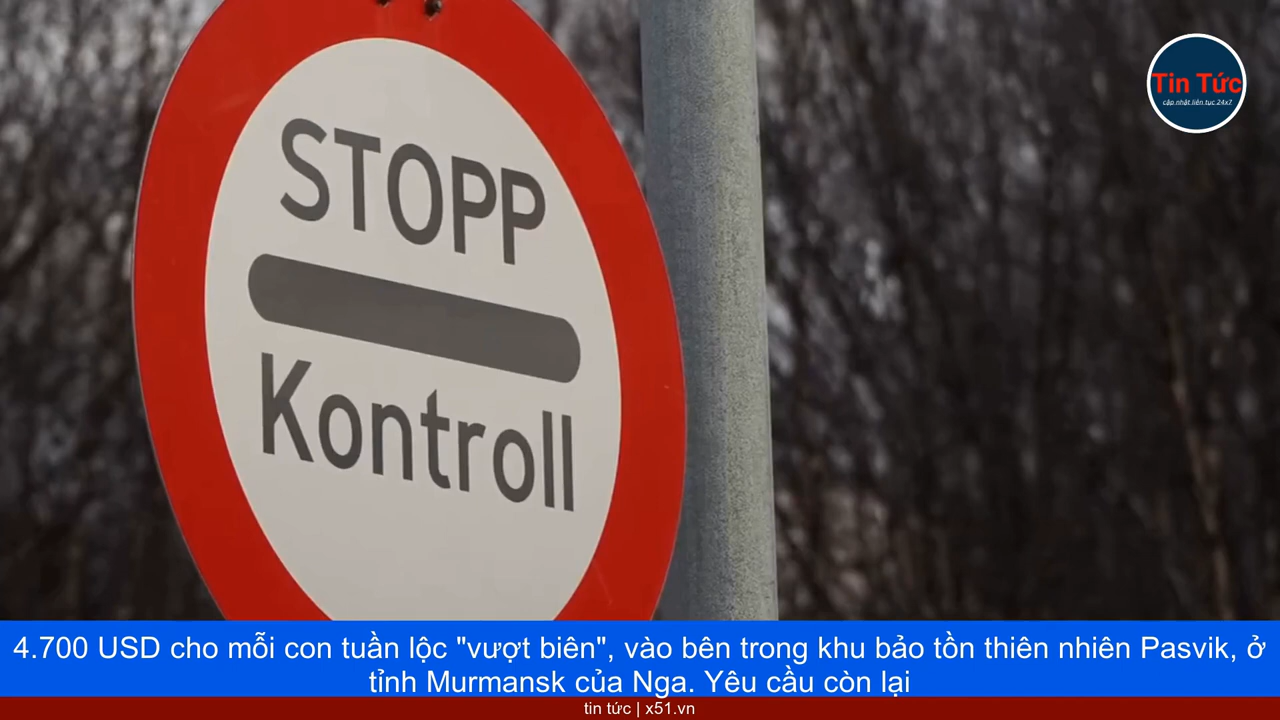 STOPP
Kontroll
Tin Tức
cập nhật liên tục 24x7
4.700 USD cho mỗi con tuần lộc "vượt biên", vào bên trong khu bảo tồn thiên nhiên Pasvik, ở
tỉnh Murmansk của Nga. Yêu cầu còn lại
tin tức | x51.vn